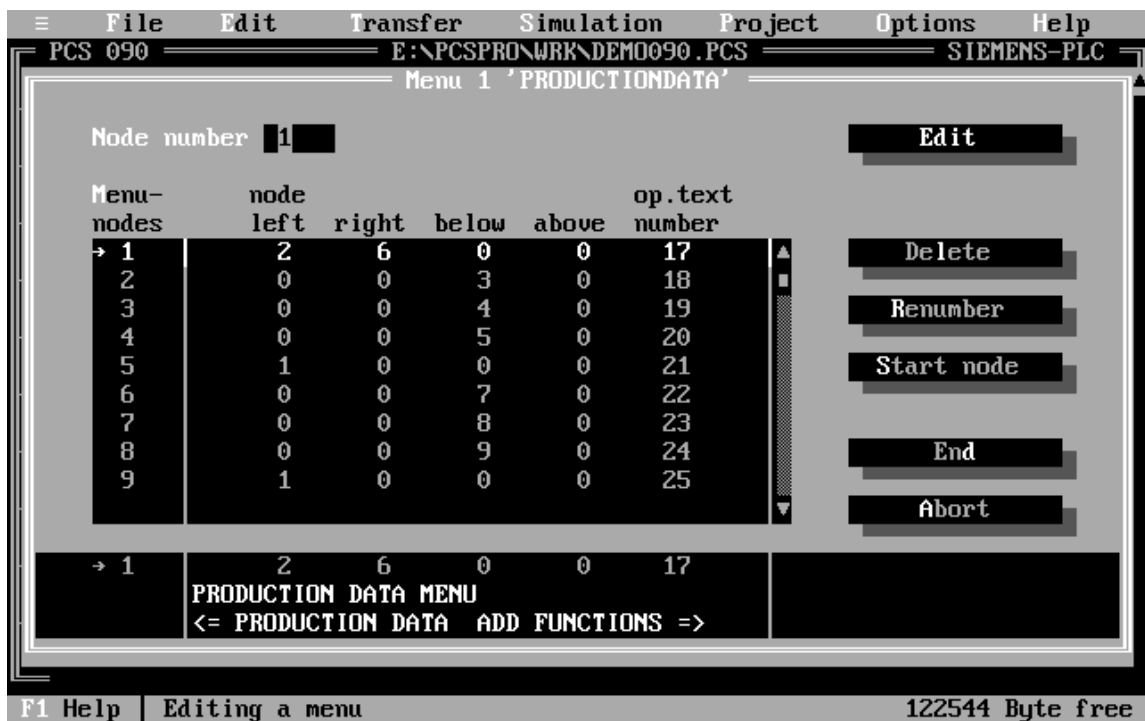 ≡ File Edit Transfer Simulation Project Options Help
PCS 090 E:\PCSPRO\WRK\DEMO090.PCS SIEMENS-PLC
Menu 1 'PRODUCTIONDATA'
Node number 1 Edit
Menu- node op.text
nodes left right below above number
→ 1 2 6 0 0 17 Delete
2 0 0 3 0 18
3 0 0 4 0 19 Renumber
4 0 0 5 0 20
5 1 0 0 0 21 Start node
6 0 0 7 0 22
7 0 0 8 0 23
8 0 0 9 0 24 End
9 1 0 0 0 25
Abort
→ 1 2 6 0 0 17
PRODUCTION DATA MENU
<= PRODUCTION DATA ADD FUNCTIONS =>
F1 Help | Editing a menu 122544 Byte free